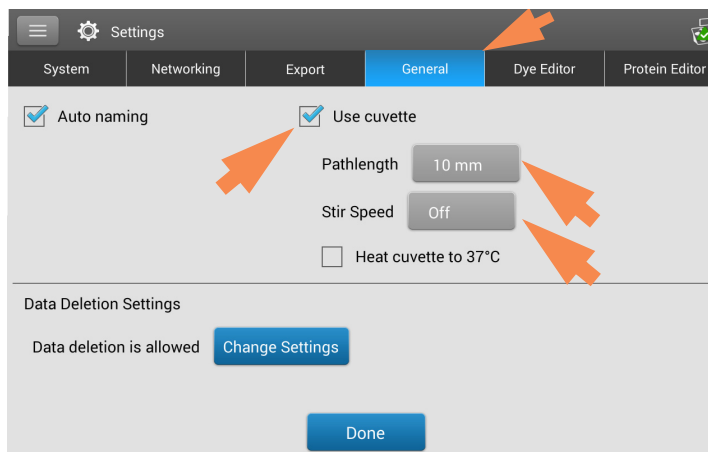 Settings
System Networking Export General Dye Editor Protein Editor
Auto naming Use cuvette
Pathlength 10 mm
Stir Speed Off
Heat cuvette to 37°C
Data Deletion Settings
Data deletion is allowed Change Settings
Done